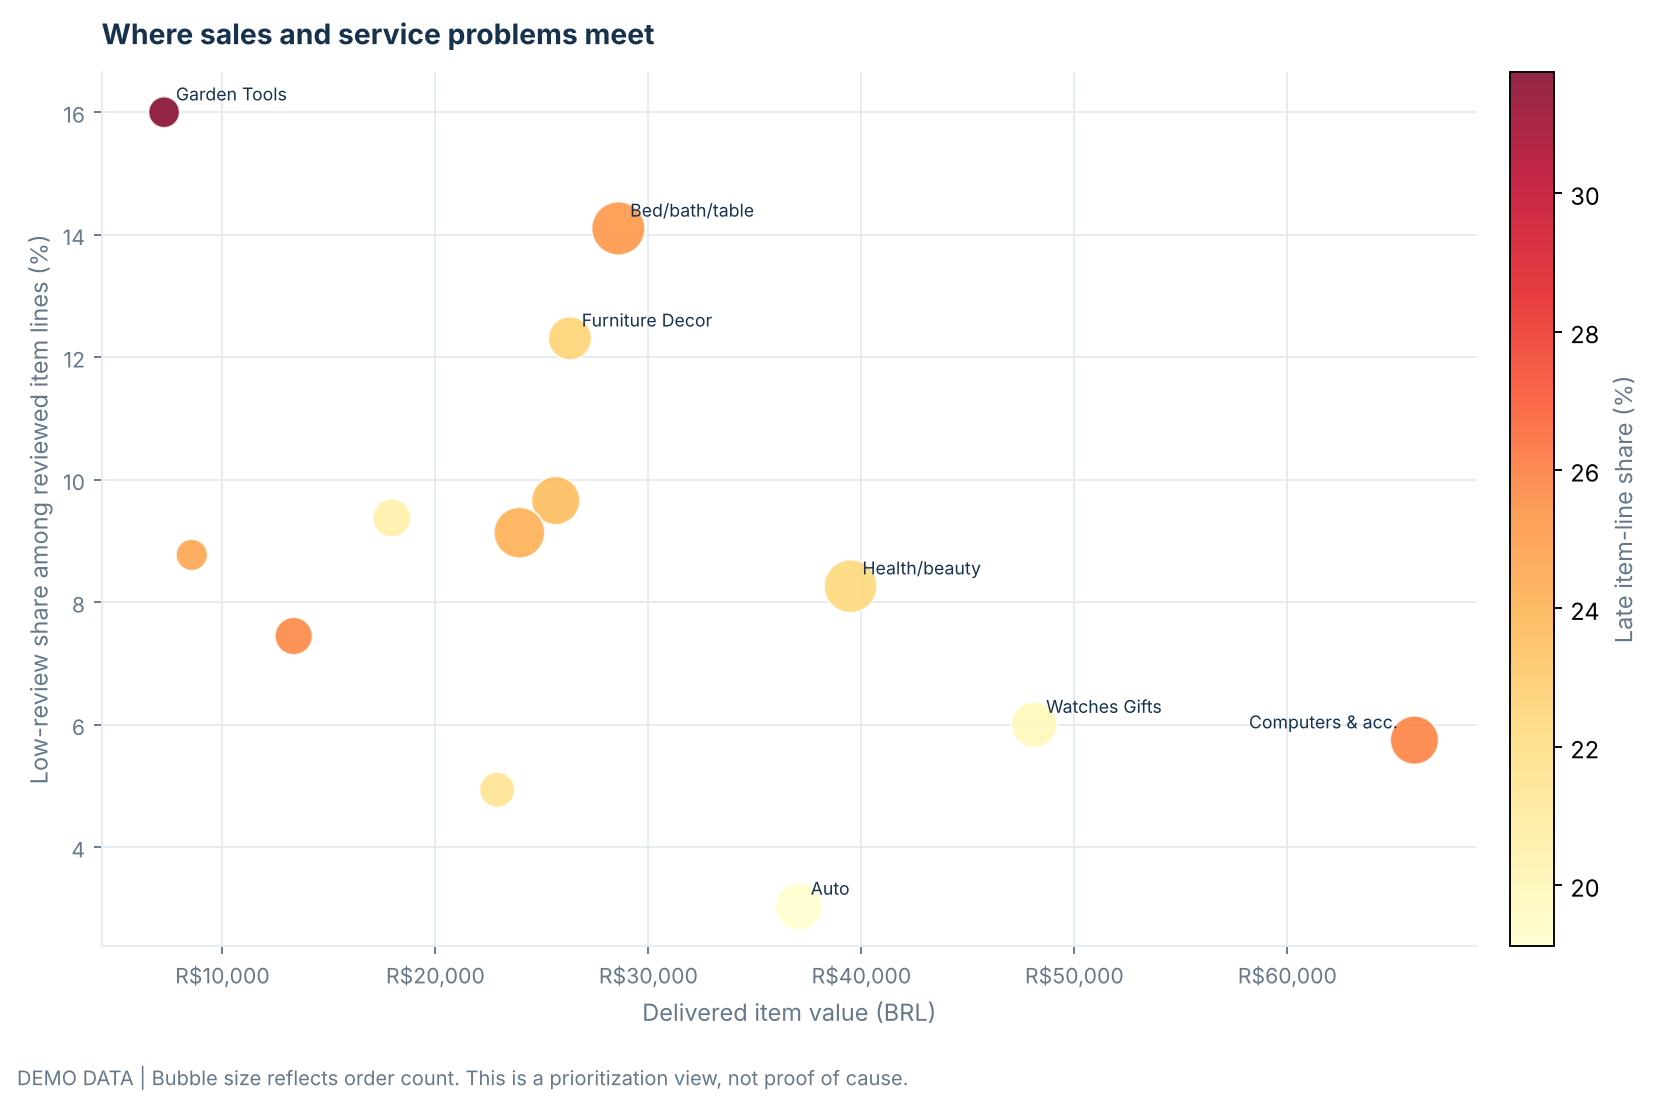 Where sales and service problems meet
Garden Tools
Bed/bath/table
Furniture Decor
Health/beauty
Watches Gifts
Computers & acc.
Auto
16
14
12
10
8
6
4
Low-review share among reviewed item lines (%)
R$10,000
R$20,000
R$30,000
R$40,000
R$50,000
R$60,000
Delivered item value (BRL)
30
28
26
24
22
20
Late item-line share (%)
DEMO DATA | Bubble size reflects order count. This is a prioritization view, not proof of cause.